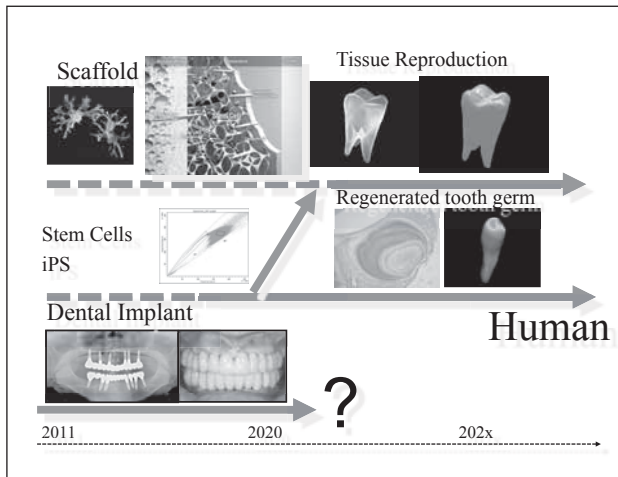 Scaffold
Tissue Reproduction
Regenerated tooth germ
Stem Cells
iPS
Dental Implant
Human
?
2011 2020 202x